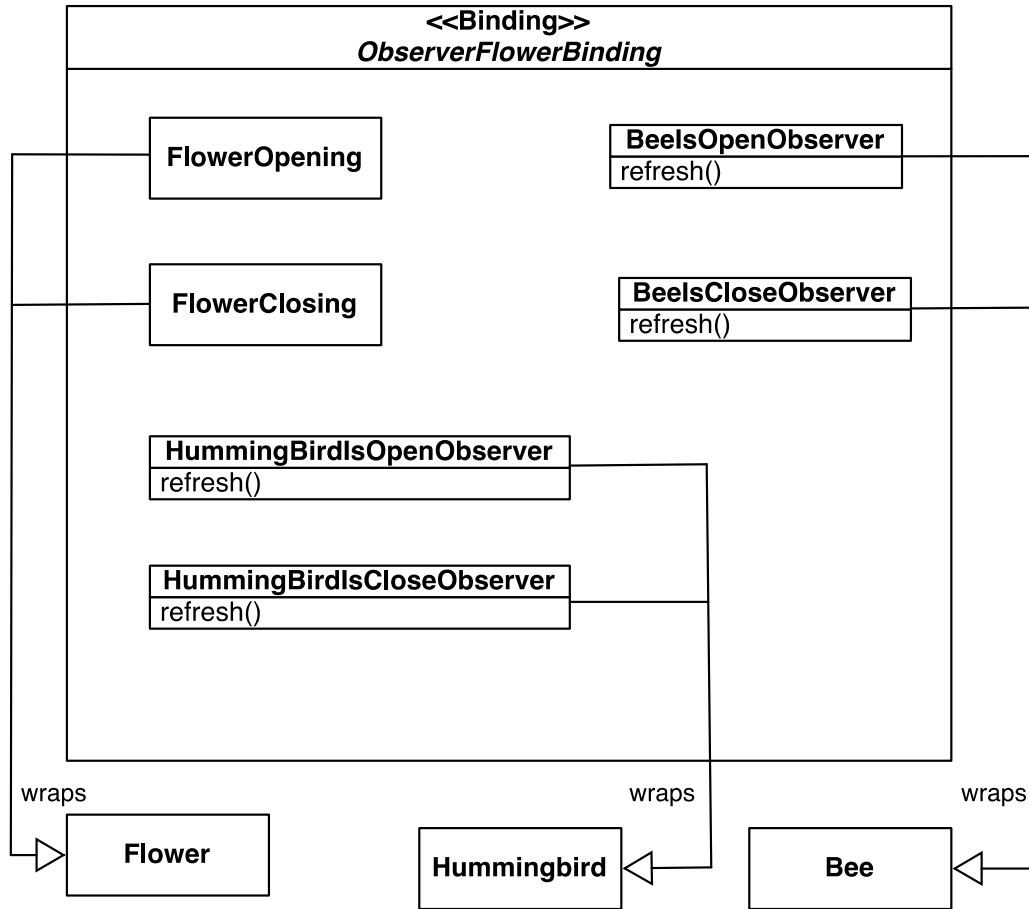 <<Binding>>
ObserverFlowerBinding
FlowerOpening
BeeIsOpenObserver
refresh()
FlowerClosing
BeeIsCloseObserver
refresh()
HummingBirdIsOpenObserver
refresh()
HummingBirdIsCloseObserver
refresh()
wraps
wraps
wraps
Flower
Hummingbird
Bee